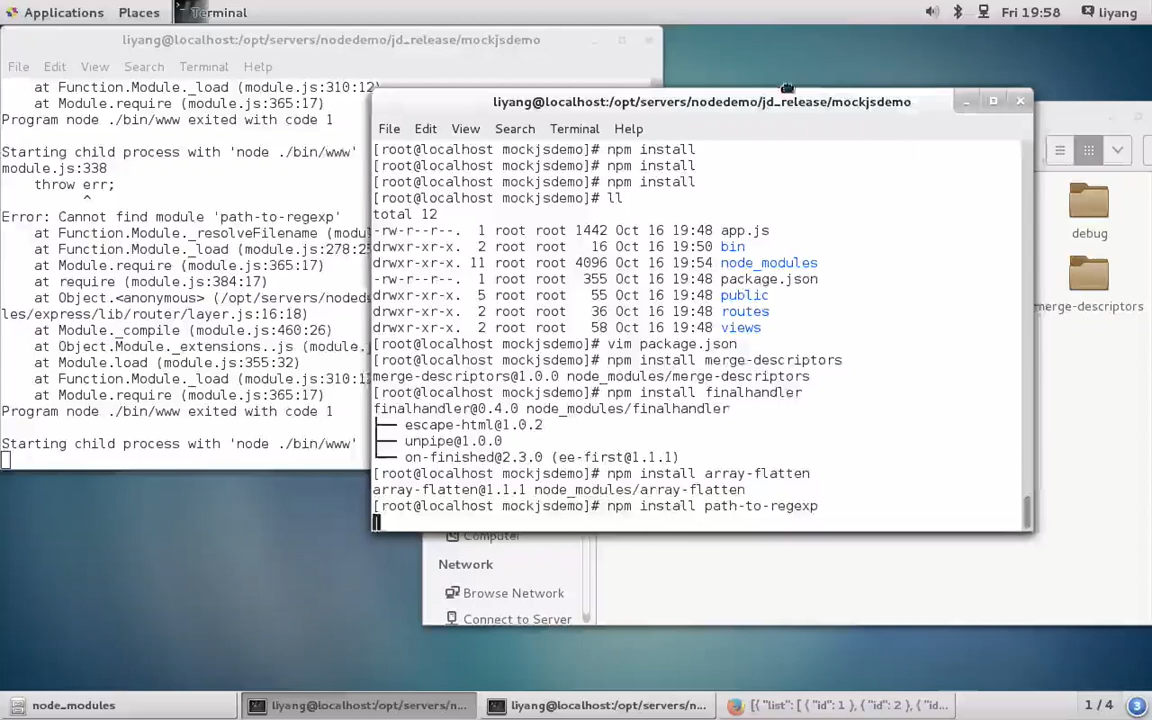 Applications Places Terminal Fri 19:58 liyang
liyang@localhost:/opt/servers/nodedemo/jd_release/mockjsdemo
File Edit View Search Terminal Help
at Function.Module._load (module.js:310:12)
at Module.require (module.js:365:17)
Program node ./bin/www exited with code 1
Starting child process with 'node ./bin/www'
module.js:338
throw err;
^
Error: Cannot find module 'path-to-regexp'
at Function.Module._resolveFilename (modu
at Function.Module._load (module.js:278:2
at Module.require (module.js:365:17)
at require (module.js:384:17)
at Object.<anonymous> (/opt/servers/noded
les/express/lib/router/layer.js:16:18)
at Module._compile (module.js:460:26)
at Object.Module._extensions..js (module.j
at Module.load (module.js:355:32)
at Function.Module._load (module.js:310:1
at Module.require (module.js:365:17)
Program node ./bin/www exited with code 1
Starting child process with 'node ./bin/www'
liyang@localhost:/opt/servers/nodedemo/jd_release/mockjsdemo
File Edit View Search Terminal Help
[root@localhost mockjsdemo]# npm install
[root@localhost mockjsdemo]# npm install
[root@localhost mockjsdemo]# npm install
[root@localhost mockjsdemo]# ll
total 12
-rw-r--r--. 1 root root 1442 Oct 16 19:48 app.js
drwxr-xr-x. 2 root root 16 Oct 16 19:50 bin
drwxr-xr-x. 11 root root 4096 Oct 16 19:54 node_modules
-rw-r--r--. 1 root root 355 Oct 16 19:48 package.json
drwxr-xr-x. 5 root root 55 Oct 16 19:48 public
drwxr-xr-x. 2 root root 36 Oct 16 19:48 routes
drwxr-xr-x. 2 root root 58 Oct 16 19:48 views
[root@localhost mockjsdemo]# vim package.json
[root@localhost mockjsdemo]# npm install merge-descriptors
merge-descriptors@1.0.0 node_modules/merge-descriptors
[root@localhost mockjsdemo]# npm install finalhandler
finalhandler@0.4.0 node_modules/finalhandler
├── escape-html@1.0.2
├── unpipe@1.0.0
└── on-finished@2.3.0 (ee-first@1.1.1)
[root@localhost mockjsdemo]# npm install array-flatten
array-flatten@1.1.1 node_modules/array-flatten
[root@localhost mockjsdemo]# npm install path-to-regexp
debug
merge-descriptors
Computer
Network
Browse Network
Connect to Server
node_modules
liyang@localhost:/opt/servers/n...
liyang@localhost:/opt/servers/no...
[{ "list": [ { "id": 1 }, { "id": 2 }, { "id...
1 / 4
3